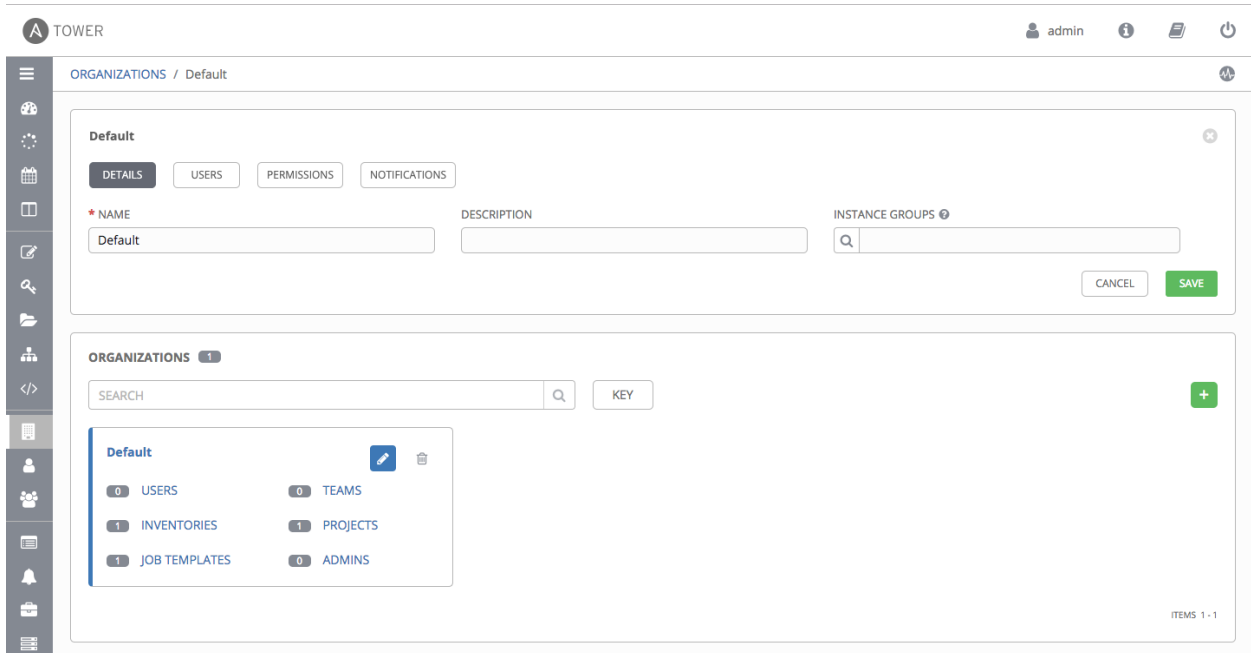 A TOWER
admin
ORGANIZATIONS / Default
Default
DETAILS USERS PERMISSIONS NOTIFICATIONS
* NAME DESCRIPTION INSTANCE GROUPS
Default
CANCEL SAVE
ORGANIZATIONS 1
SEARCH KEY
Default
0 USERS 0 TEAMS
1 INVENTORIES 1 PROJECTS
1 JOB TEMPLATES 0 ADMINS
ITEMS 1 - 1